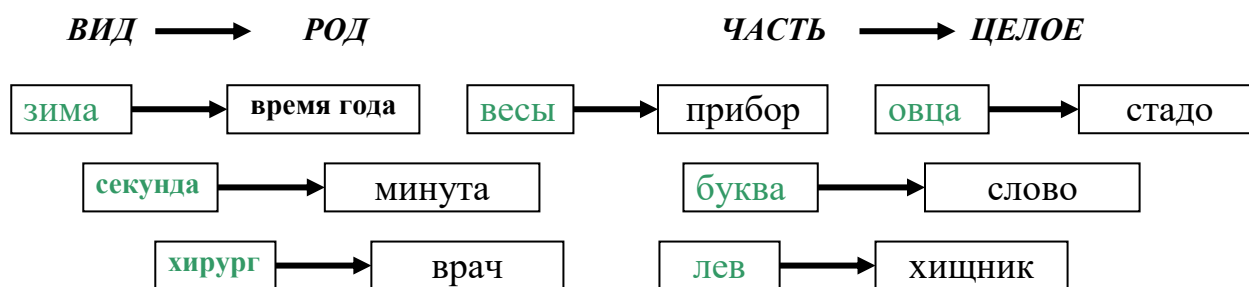 ВИД РОД ЧАСТЬ ЦЕЛОЕ
зима время года весы прибор овца стадо
секунда минута буква слово
хирург врач лев хищник